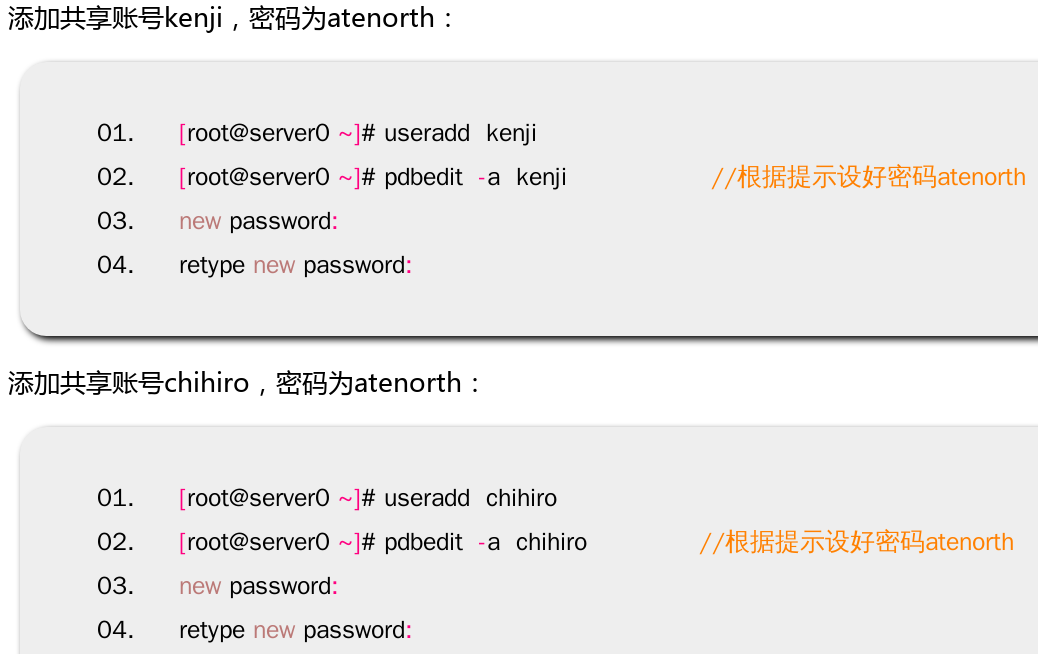 添加共享账号kenji，密码为atenorth：
01. [root@server0 ~]# useradd  kenji
02. [root@server0 ~]# pdbedit  -a  kenji //根据提示设好密码atenorth
03. new password:
04. retype new password:
添加共享账号chihiro，密码为atenorth：
01. [root@server0 ~]# useradd  chihiro
02. [root@server0 ~]# pdbedit  -a  chihiro //根据提示设好密码atenorth
03. new password:
04. retype new password: